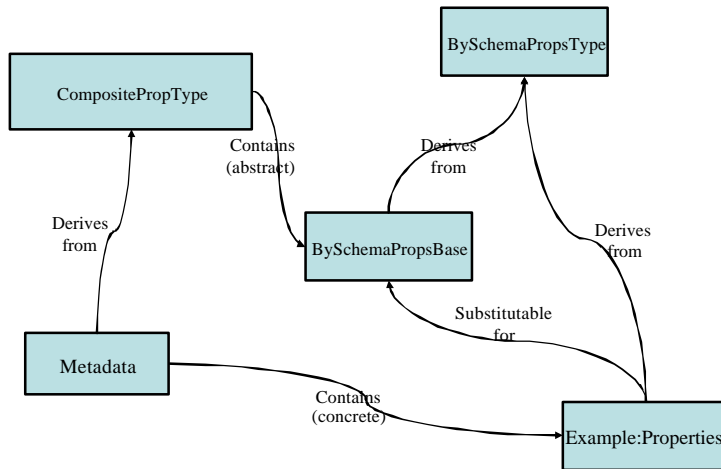 BySchemaPropsType
CompositePropType
Contains
(abstract)
Derives
from
BySchemaPropsBase
Derives
from
Derives
from
Substitutable
for
Metadata
Contains
(concrete)
Example:Properties